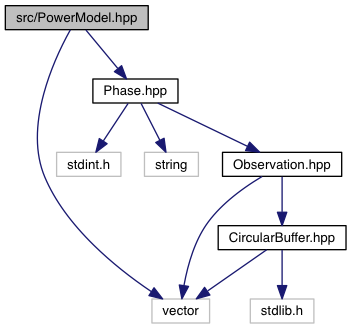 src/PowerModel.hpp
Phase.hpp
stdint.h
string
Observation.hpp
CircularBuffer.hpp
vector
stdlib.h